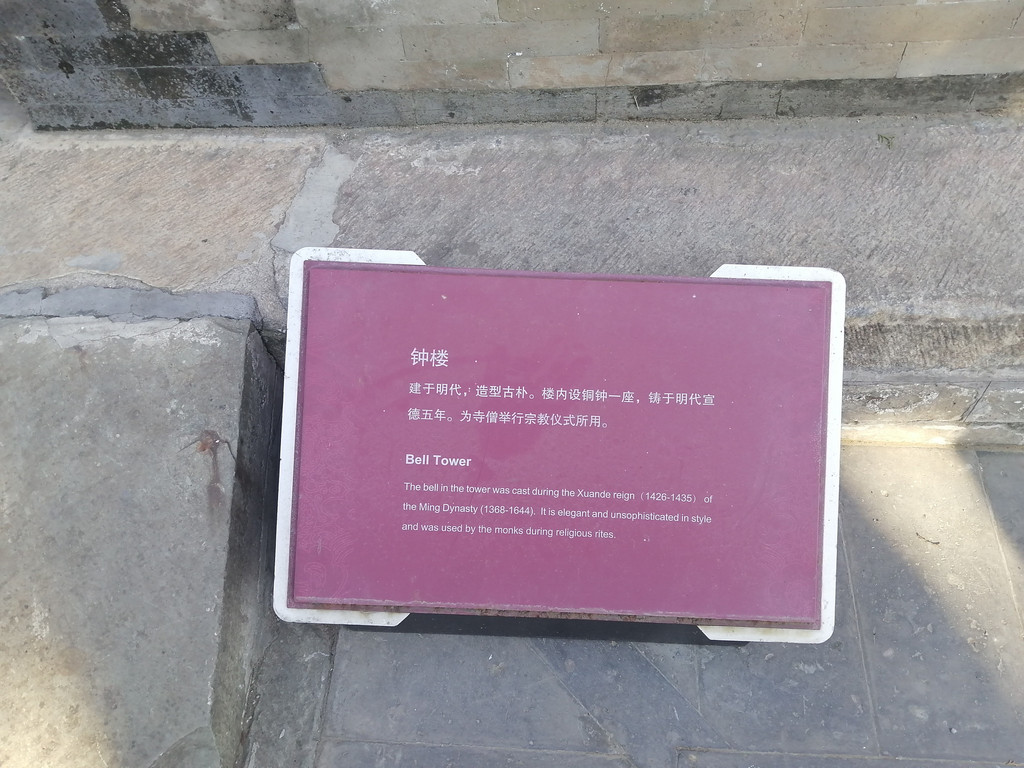 钟楼
建于明代，造型古朴。楼内设铜钟一座，铸于明代宣
德五年。为寺僧举行宗教仪式所用。
Bell Tower
The bell in the tower was cast during the Xuande reign（1426-1435） of
the Ming Dynasty (1368-1644). It is elegant and unsophisticated in style
and was used by the monks during religious rites.